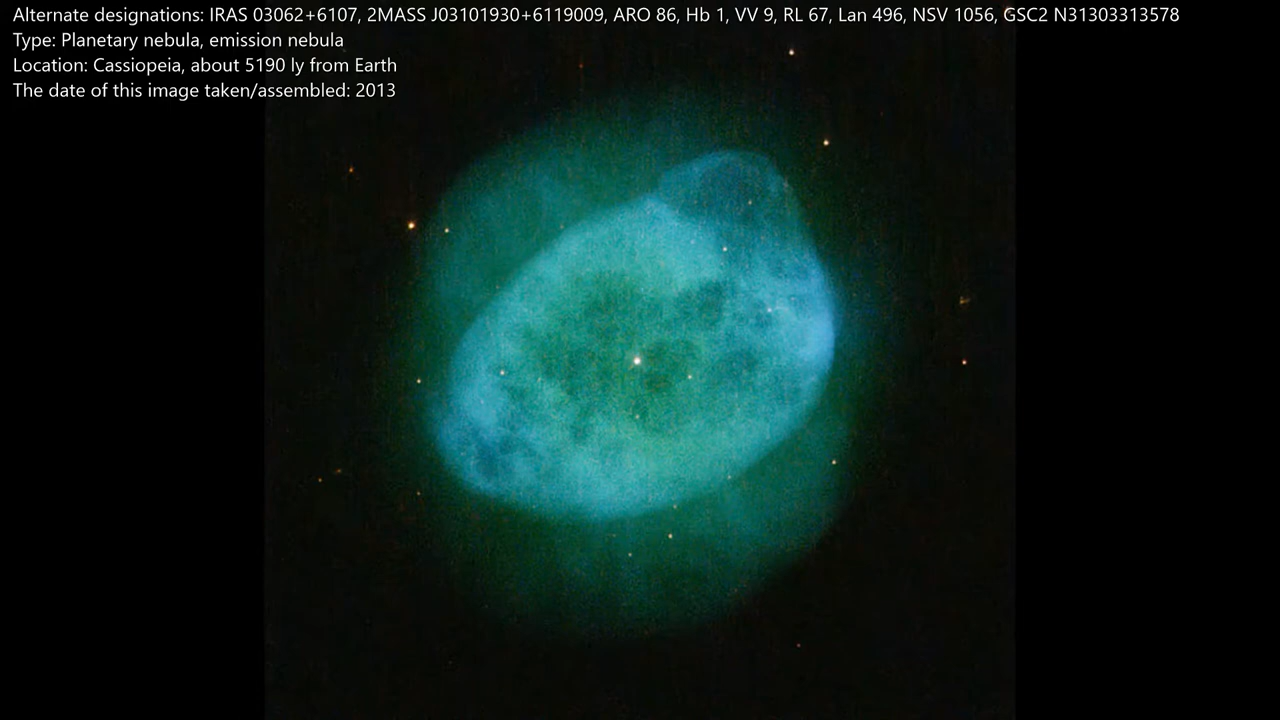 Alternate designations: IRAS 03062+6107, 2MASS J03101930+6119009, ARO 86, Hb 1, VV 9, RL 67, Lan 496, NSV 1056, GSC2 N31303313578
Type: Planetary nebula, emission nebula
Location: Cassiopeia, about 5190 ly from Earth
The date of this image taken/assembled: 2013